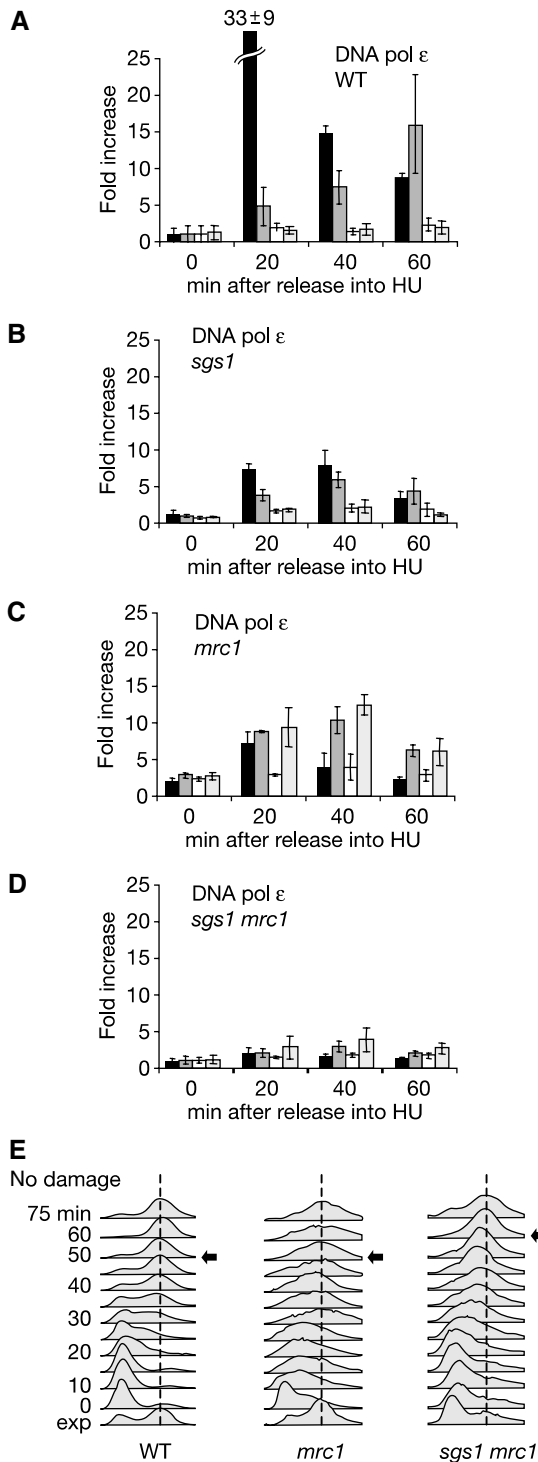 A
33±9
DNA pol ε
WT
Fold increase
25
20
15
10
5
0
0 20 40 60
min after release into HU
B
DNA pol ε
sgs1
Fold increase
25
20
15
10
5
0
0 20 40 60
min after release into HU
C
DNA pol ε
mrc1
Fold increase
25
20
15
10
5
0
0 20 40 60
min after release into HU
D
DNA pol ε
sgs1 mrc1
Fold increase
25
20
15
10
5
0
0 20 40 60
min after release into HU
E
No damage
75 min
60
50
40
30
20
10
0
exp
WT mrc1 sgs1 mrc1